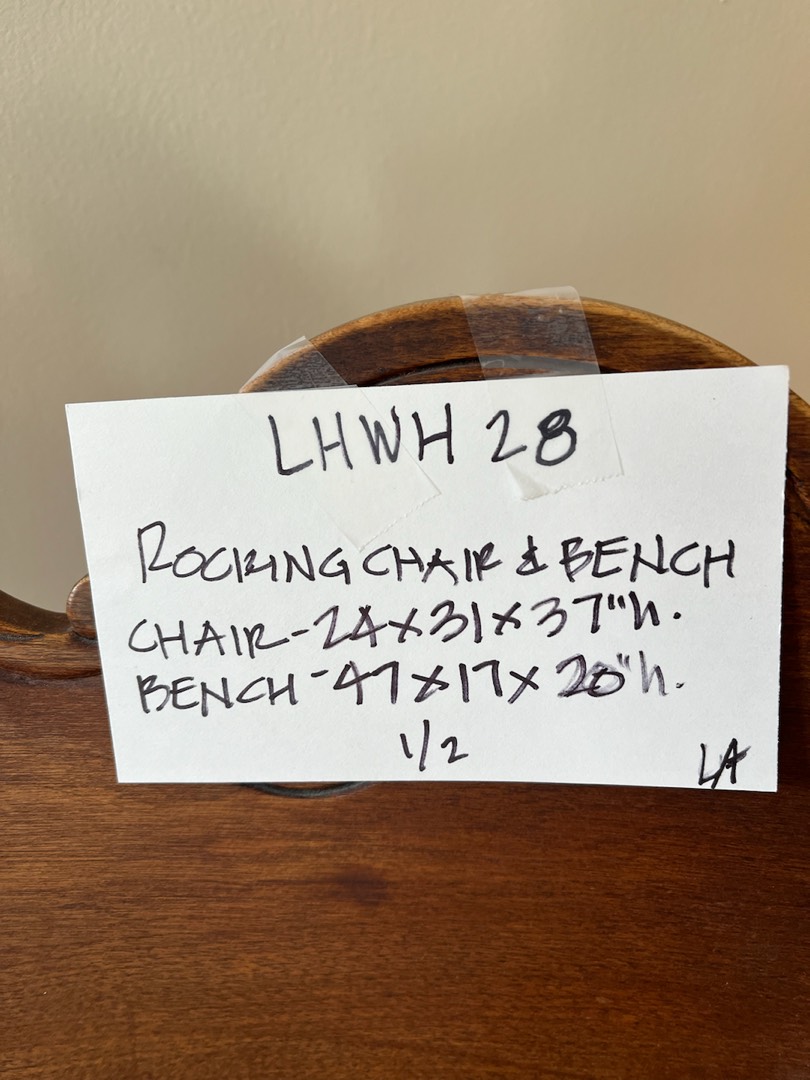 LHWH 28
ROCKING CHAIR & BENCH
CHAIR-24x31x37"h.
BENCH-47x17x20"h.
1/2
LA